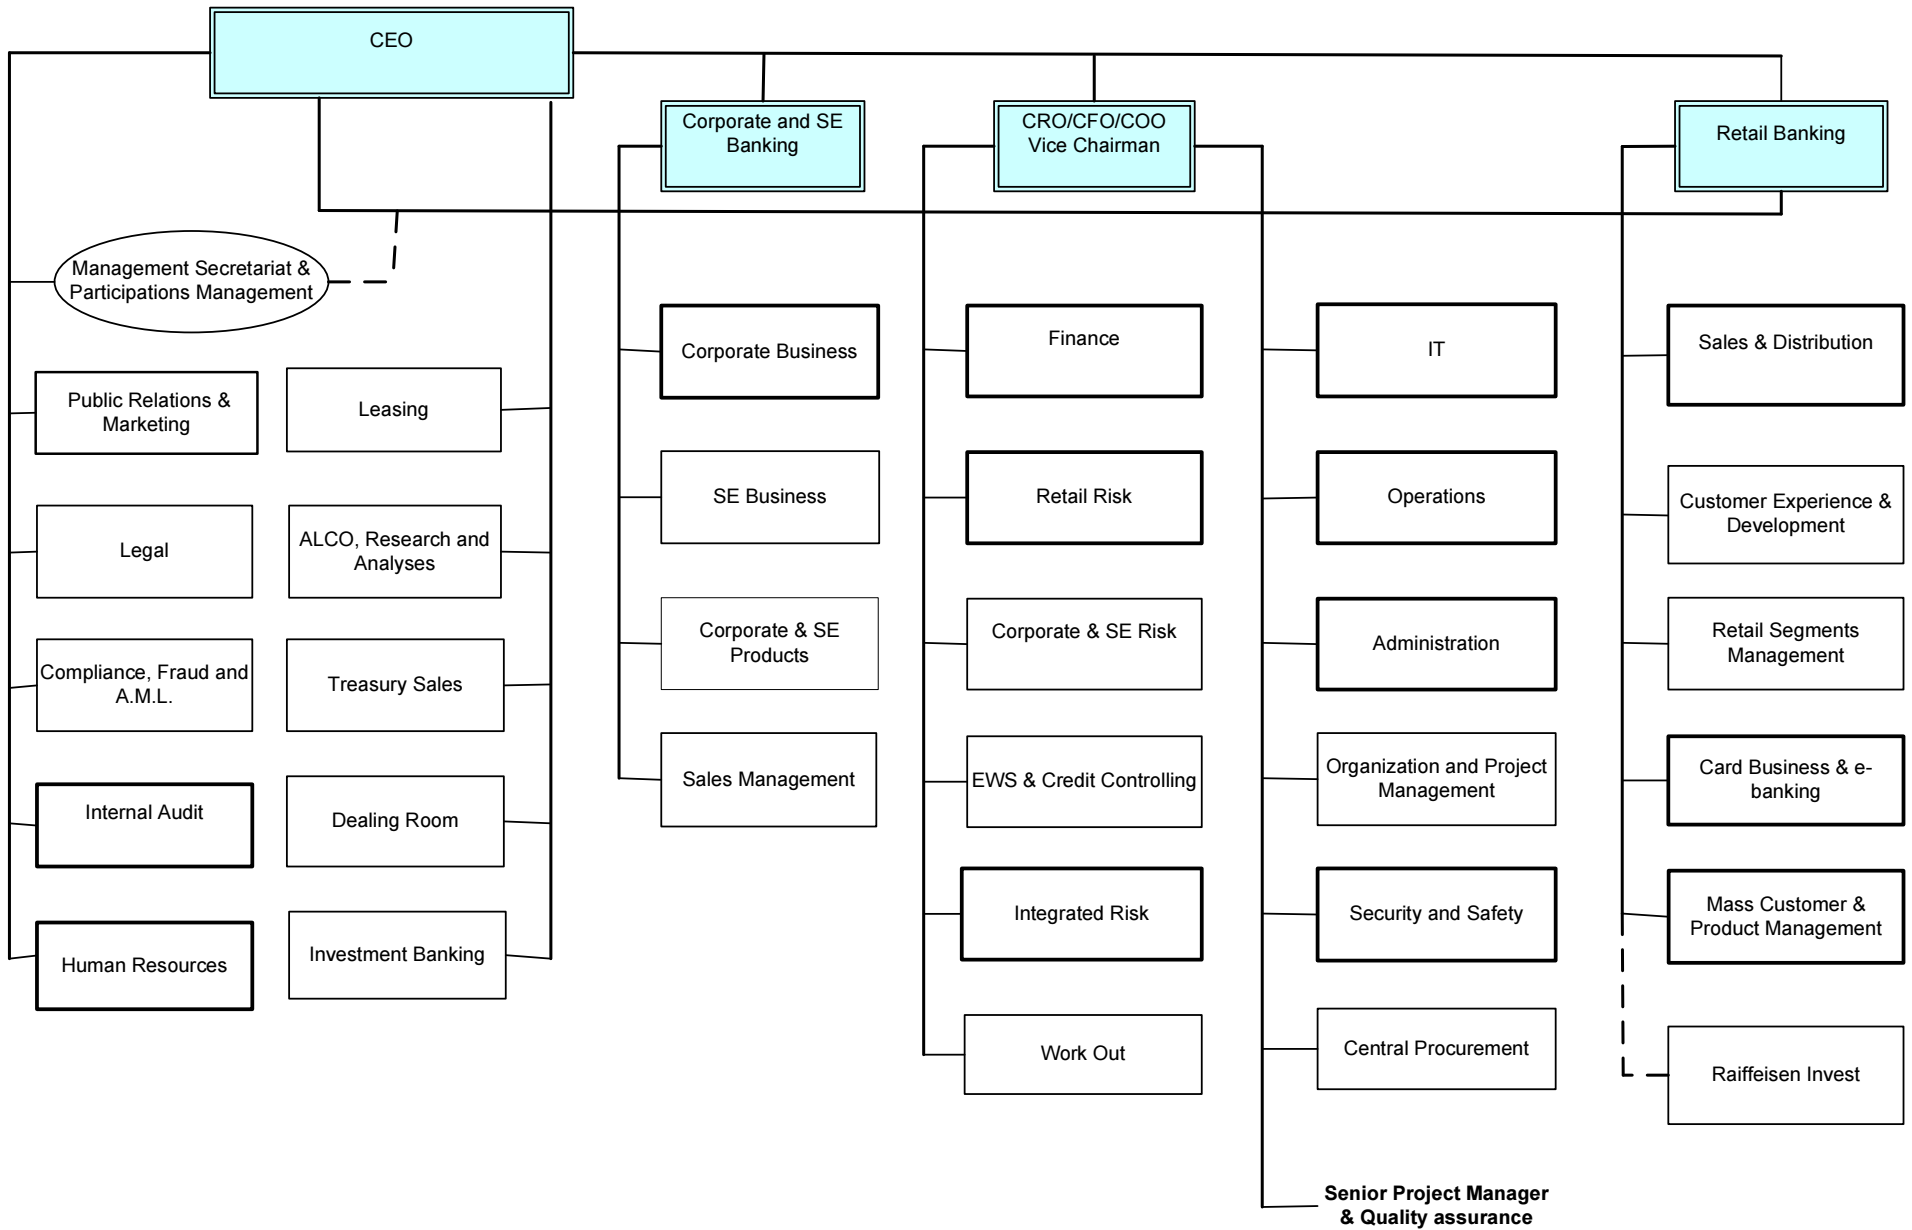 CEO
Corporate and SE
Banking
CRO/CFO/COO
Vice Chairman
Retail Banking
Management Secretariat &
Participations Management
Public Relations &
Marketing
Legal
Compliance, Fraud and
A.M.L.
Internal Audit
Human Resources
Leasing
ALCO, Research and
Analyses
Treasury Sales
Dealing Room
Investment Banking
Corporate Business
SE Business
Corporate & SE
Products
Sales Management
Finance
Retail Risk
Corporate & SE Risk
EWS & Credit Controlling
Integrated Risk
Work Out
IT
Operations
Administration
Organization and Project
Management
Security and Safety
Central Procurement
Senior Project Manager
& Quality assurance
Sales & Distribution
Customer Experience &
Development
Retail Segments
Management
Card Business & e-
banking
Mass Customer &
Product Management
Raiffeisen Invest